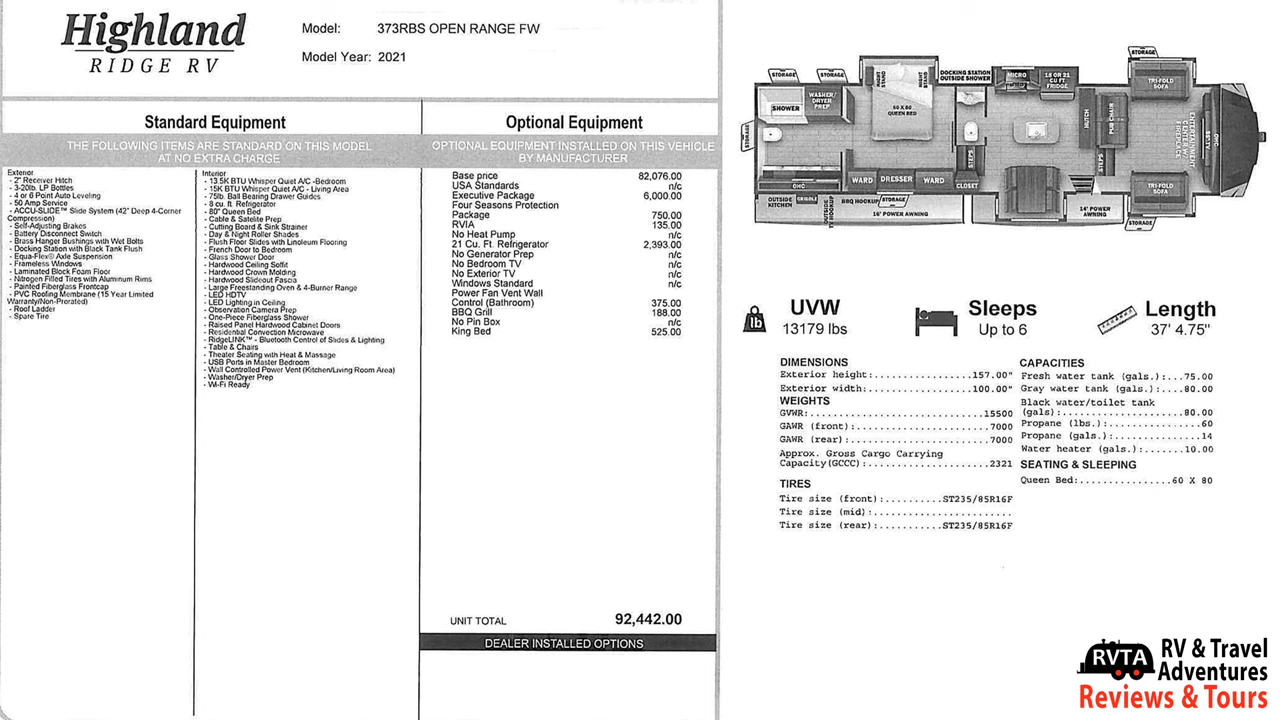 Highland
RIDGE RV
Model: 373RBS OPEN RANGE FW
Model Year: 2021
Standard Equipment
THE FOLLOWING ITEMS ARE STANDARD ON THIS MODEL
AT NO EXTRA CHARGE
Exterior
- 2" Receiver Hitch
- 3-20lb. LP Bottles
- 4 or 6 Point Auto Leveling
- 50 Amp Service
- ACCU-SLIDE™ Slide System (42" Deep 4-Corner
Compression)
- Self-Adjusting Brakes
- Battery Disconnect Switch
- Brass Hanger Bushings with Wet Bolts
- Docking Station with Black Tank Flush
- Equa-Flex® Axle Suspension
- Frameless Windows
- Laminated Block Foam Floor
- Nitrogen Filled Tires with Aluminum Rims
- Painted Fiberglass Frontcap
- PVC Roofing Membrane (15 Year Limited
Warranty/Non-Prerated)
- Roof Ladder
- Spare Tire
Interior
- 13.5K BTU Whisper Quiet A/C -Bedroom
- 15K BTU Whisper Quiet A/C - Living Area
- 75lb. Ball Bearing Drawer Guides
- 8 cu. ft. Refrigerator
- 80" Queen Bed
- Cable & Satelite Prep
- Cutting Board & Sink Strainer
- Day & Night Roller Shades
- Flush Floor Slides with Linoleum Flooring
- French Door to Bedroom
- Glass Shower Door
- Hardwood Ceiling Soffit
- Hardwood Crown Molding
- Hardwood Slideout Fascia
- Large Freestanding Oven & 4-Burner Range
- LED HDTV
- LED Lighting in Ceiling
- Observation Camera Prep
- One-Piece Fiberglass Shower
- Raised Panel Hardwood Cabinet Doors
- Residential Convection Microwave
- RidgeLINK™ - Bluetooth Control of Slides & Lighting
- Table & Chairs
- Theater Seating with Heat & Massage
- USB Ports in Master Bedroom
- Wall Controlled Power Vent (Kitchen/Living Room Area)
- Washer/Dryer Prep
- Wi-Fi Ready
Optional Equipment
OPTIONAL EQUIPMENT INSTALLED ON THIS VEHICLE
BY MANUFACTURER
Base price 82,076.00
USA Standards n/c
Executive Package 6,000.00
Four Seasons Protection
Package 750.00
RVIA 135.00
No Heat Pump n/c
21 Cu. Ft. Refrigerator 2,393.00
No Generator Prep n/c
No Bedroom TV n/c
No Exterior TV n/c
Windows Standard n/c
Power Fan Vent Wall
Control (Bathroom) 375.00
BBQ Grill 188.00
No Pin Box n/c
King Bed 525.00
UNIT TOTAL 92,442.00
DEALER INSTALLED OPTIONS
STORAGE
STORAGE
STORAGE
STORAGE
SHOWER
WASHER/
DRYER
PREP
NIGHT
STAND
NIGHT
STAND
60 X 80
QUEEN BED
DOCKING STATION
OUTSIDE SHOWER
MICRO
18 OR 21
CU FT
FRIDGE
HUTCH
PUB CHAIR
TRI-FOLD
SOFA
ENTERTAINMENT
CENTER W/
FIREPLACE
OHC
STEPS
STEPS
OHC
WARD
DRESSER
WARD
CLOSET
TRI-FOLD
SOFA
OUTSIDE
KITCHEN
GRIDDLE
BBQ HOOKUP
STORAGE
16' POWER
AWNING
14' POWER
AWNING
STORAGE
lb
UVW
13179 lbs
Sleeps
Up to 6
Length
37' 4.75"
DIMENSIONS
Exterior height:..................157.00"
Exterior width:..................100.00"
WEIGHTS
GVWR:................................15500
GAWR (front):........................7000
GAWR (rear):.........................7000
Approx. Gross Cargo Carrying
Capacity(GCCC):.....................2321
TIRES
Tire size (front):..........ST235/85R16F
Tire size (mid):........................
Tire size (rear):...........ST235/85R16F
CAPACITIES
Fresh water tank (gals.):...75.00
Gray water tank (gals.):....80.00
Black water/toilet tank
(gals):.....................80.00
Propane (lbs.):................60
Propane (gals.):...............14
Water heater (gals.):.......10.00
SEATING & SLEEPING
Queen Bed:................60 X 80
RVTA
RV & Travel
Adventures
Reviews & Tours